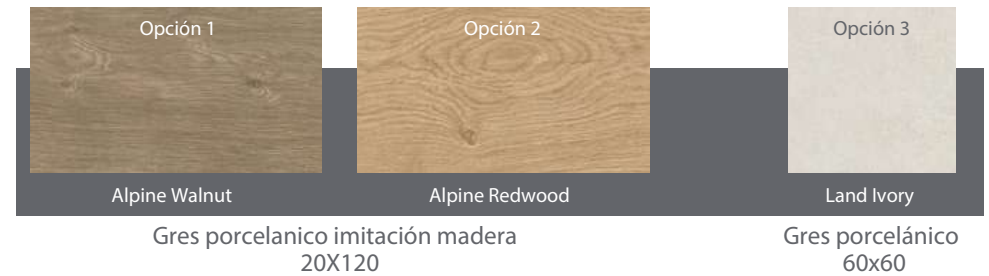 Opción 1
Opción 2
Opción 3
Alpine Walnut
Alpine Redwood
Land Ivory
Gres porcelanico imitación madera
20X120
Gres porcelánico
60x60